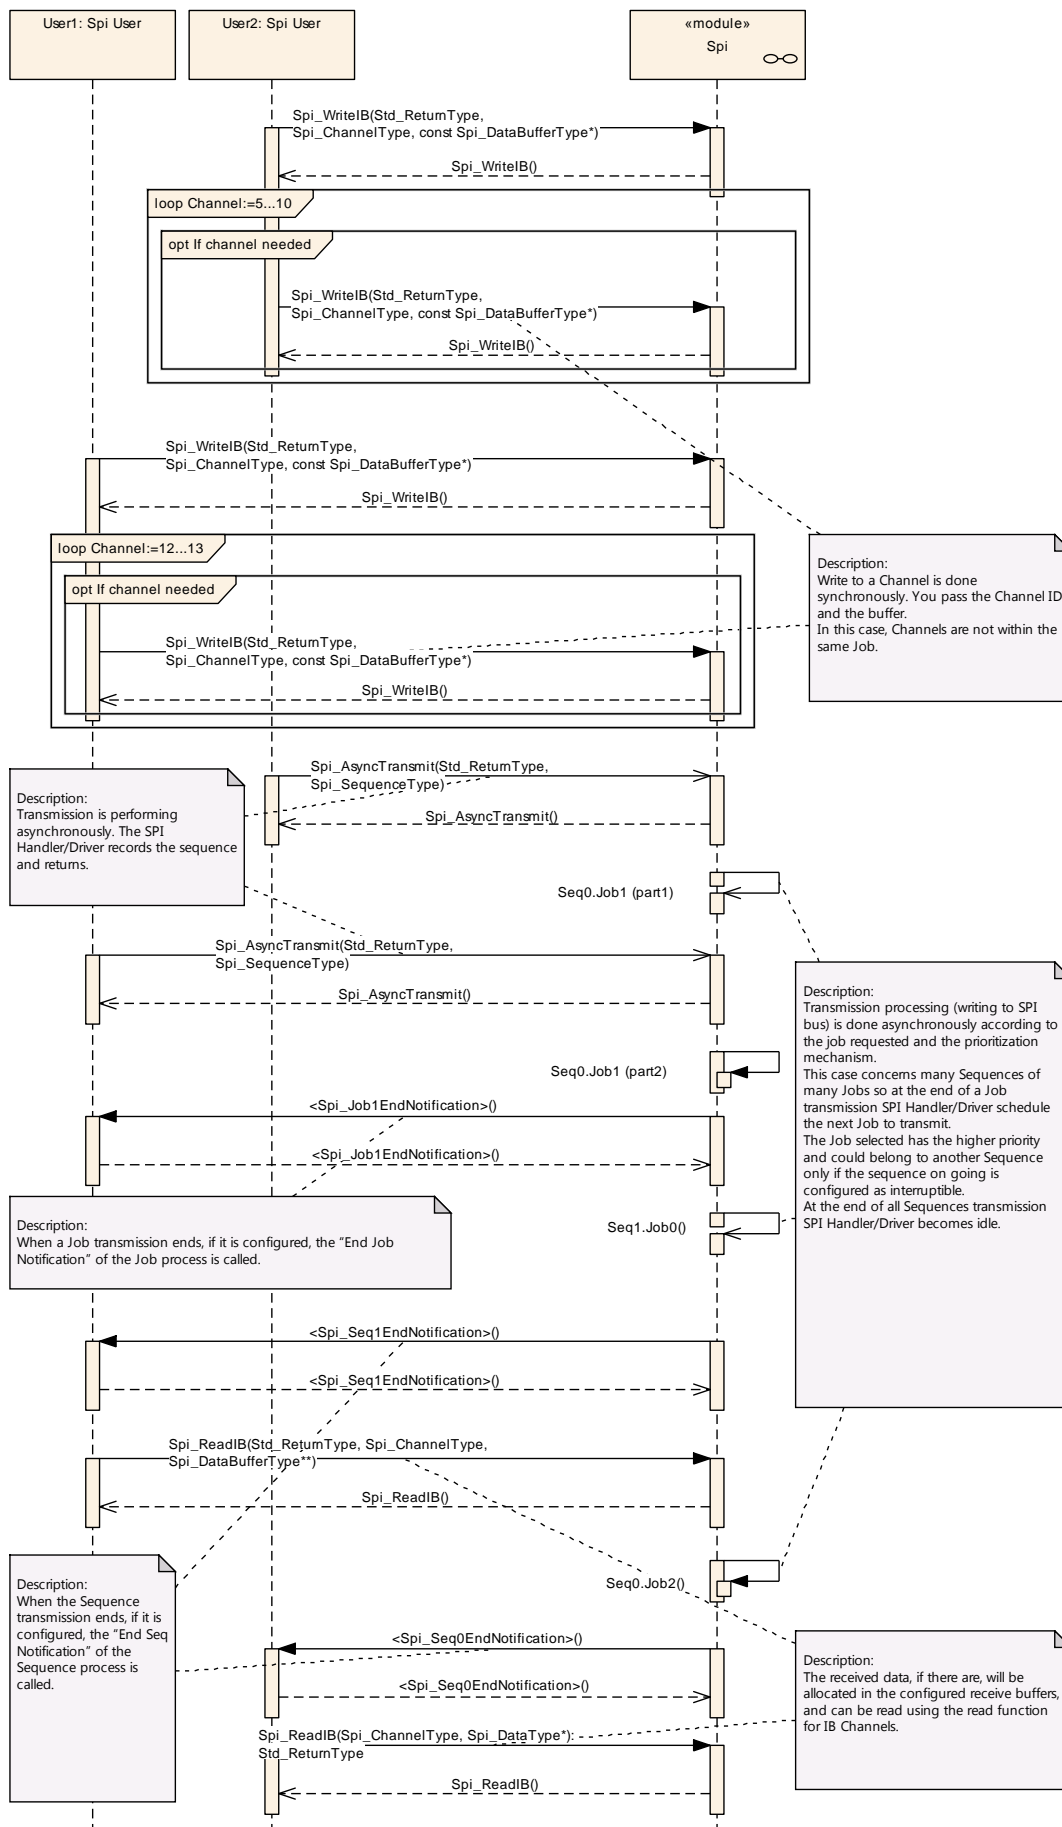 User1: Spi User
User2: Spi User
«module»
Spi
Spi_WriteIB(Std_ReturnType,
Spi_ChannelType, const Spi_DataBufferType*)
Spi_WriteIB()
loop Channel:=5...10
opt If channel needed
Spi_WriteIB(Std_ReturnType,
Spi_ChannelType, const Spi_DataBufferType*)
Spi_WriteIB()
Spi_WriteIB(Std_ReturnType,
Spi_ChannelType, const Spi_DataBufferType*)
Spi_WriteIB()
loop Channel:=12...13
opt If channel needed
Spi_WriteIB(Std_ReturnType,
Spi_ChannelType, const Spi_DataBufferType*)
Spi_WriteIB()
Description:
Write to a Channel is done
synchronously. You pass the Channel ID
and the buffer.
In this case, Channels are not within the
same Job.
Spi_AsyncTransmit(Std_ReturnType,
Spi_SequenceType)
Spi_AsyncTransmit()
Description:
Transmission is performing
asynchronously. The SPI
Handler/Driver records the sequence
and returns.
Seq0.Job1 (part1)
Spi_AsyncTransmit(Std_ReturnType,
Spi_SequenceType)
Spi_AsyncTransmit()
Description:
Transmission processing (writing to SPI
bus) is done asynchronously according to
the job requested and the prioritization
mechanism.
This case concerns many Sequences of
many Jobs so at the end of a Job
transmission SPI Handler/Driver schedule
the next Job to transmit.
The Job selected has the higher priority
and could belong to another Sequence
only if the sequence on going is
configured as interruptible.
At the end of all Sequences transmission
SPI Handler/Driver becomes idle.
Seq0.Job1 (part2)
<Spi_Job1EndNotification>()
<Spi_Job1EndNotification>()
Description:
When a Job transmission ends, if it is configured, the “End Job
Notification” of the Job process is called.
Seq1.Job0()
<Spi_Seq1EndNotification>()
<Spi_Seq1EndNotification>()
Spi_ReadIB(Std_ReturnType, Spi_ChannelType,
Spi_DataBufferType**)
Spi_ReadIB()
Description:
When the Sequence
transmission ends, if it is
configured, the “End Seq
Notification” of the
Sequence process is
called.
Seq0.Job2()
<Spi_Seq0EndNotification>()
<Spi_Seq0EndNotification>()
Description:
The received data, if there are, will be
allocated in the configured receive buffers,
and can be read using the read function
for IB Channels.
Spi_ReadIB(Spi_ChannelType, Spi_DataType*):
Std_ReturnType
Spi_ReadIB()